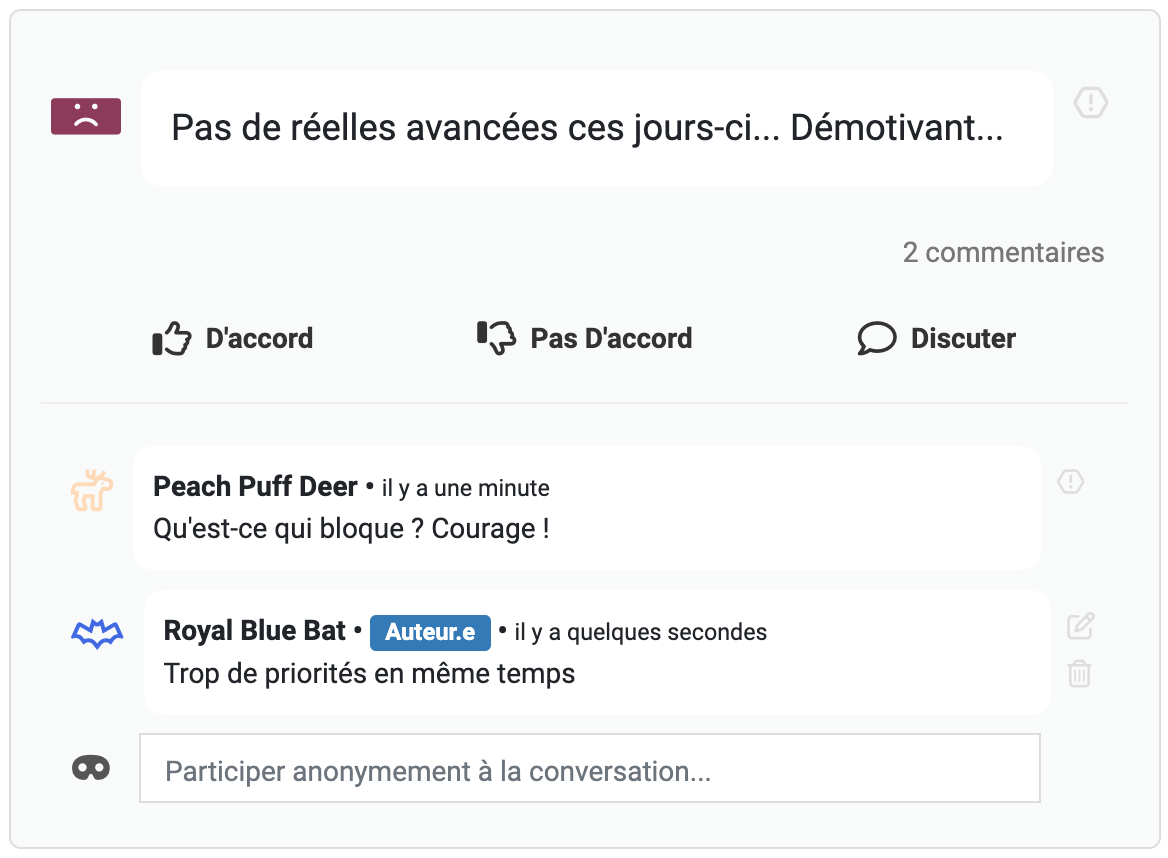 Pas de réelles avancées ces jours-ci... Démotivant...
2 commentaires
D'accord
Pas D'accord
Discuter
Peach Puff Deer • il y a une minute
Qu'est-ce qui bloque ? Courage !
Royal Blue Bat • Auteur.e • il y a quelques secondes
Trop de priorités en même temps
Participer anonymement à la conversation...